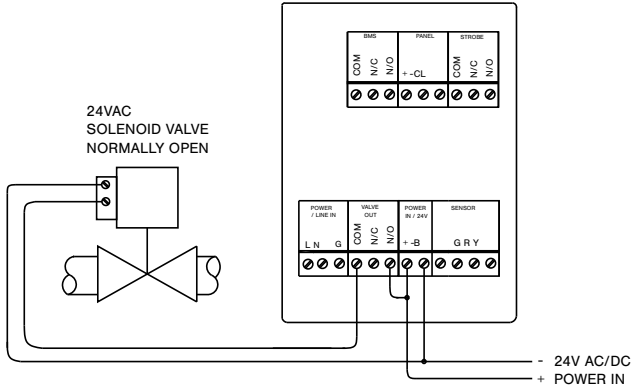 BMS PANEL STROBE
COM N/C N/O + -CL COM N/C N/O
24VAC
SOLENOID VALVE
NORMALLY OPEN
POWER / LINE IN
VALVE OUT
POWER IN / 24V
SENSOR
L N G COM N/C N/O + -B G R Y
- 24V AC/DC
+ POWER IN